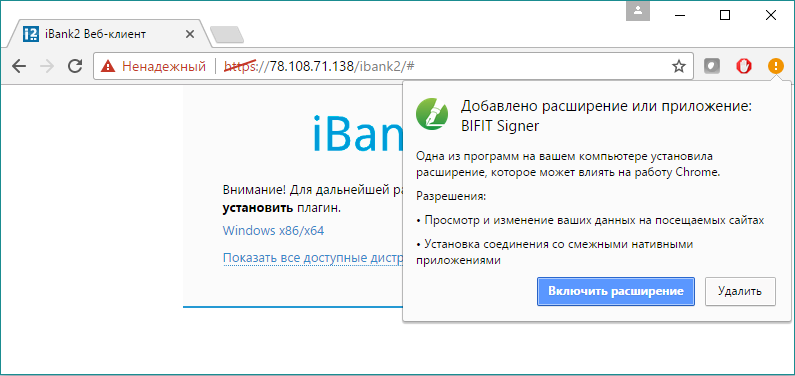 iBank2 Веб-клиент
Ненадежный https://78.108.71.138/ibank2/#
Добавлено расширение или приложение:
BIFIT Signer
Одна из программ на вашем компьютере установила
расширение, которое может влиять на работу Chrome.
Разрешения:
• Просмотр и изменение ваших данных на посещаемых сайтах
• Установка соединения со смежными нативными
приложениями
Включить расширение Удалить
iBan
Внимание! Для дальнейшей ра
установить плагин.
Windows x86/x64
Показать все доступные дистр